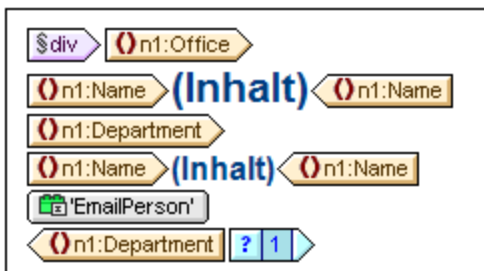 §div ()n1:Office
()n1:Name (Inhalt) ()n1:Name
()n1:Department
()n1:Name (Inhalt) ()n1:Name
'EmailPerson'
()n1:Department ? 1